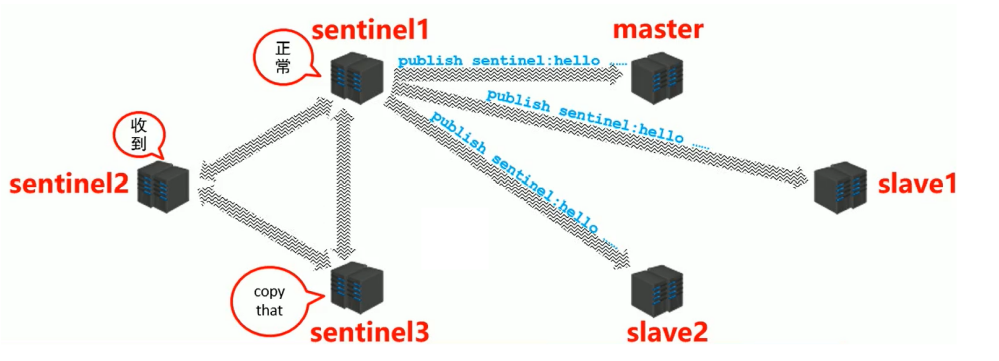 sentinel1
master
正
常
publish sentinel:hello ......
publish sentinel:hello ......
收
到
publish sentinel:hello ......
sentinel2
slave1
copy
that
sentinel3
slave2